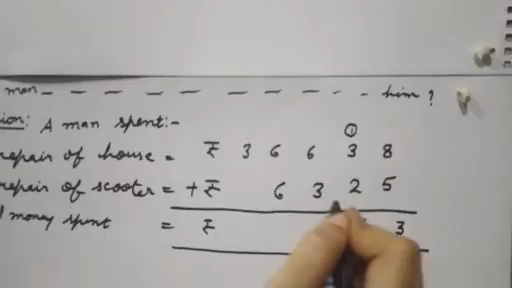 man - - - - - - - - - - him ?
ion: A man spent:-
①
repair of house = ₹ 3 6 6 3 8
repair of scooter = + ₹ 6 3 2 5
money spent = ₹ 3